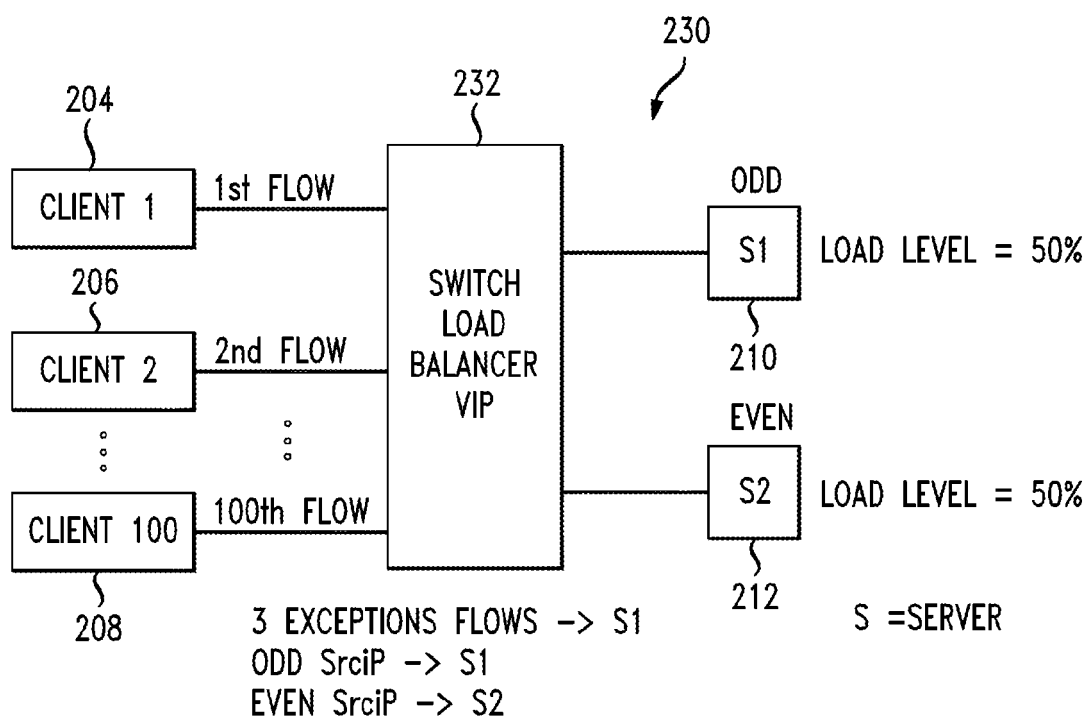 230
204
232
CLIENT 1
1st FLOW
ODD
S1
LOAD LEVEL = 50%
210
206
CLIENT 2
2nd FLOW
SWITCH
LOAD
BALANCER
VIP
EVEN
S2
LOAD LEVEL = 50%
212
CLIENT 100
100th FLOW
208
3 EXCEPTIONS FLOWS -> S1
ODD SrciP -> S1
EVEN SrciP -> S2
S =SERVER